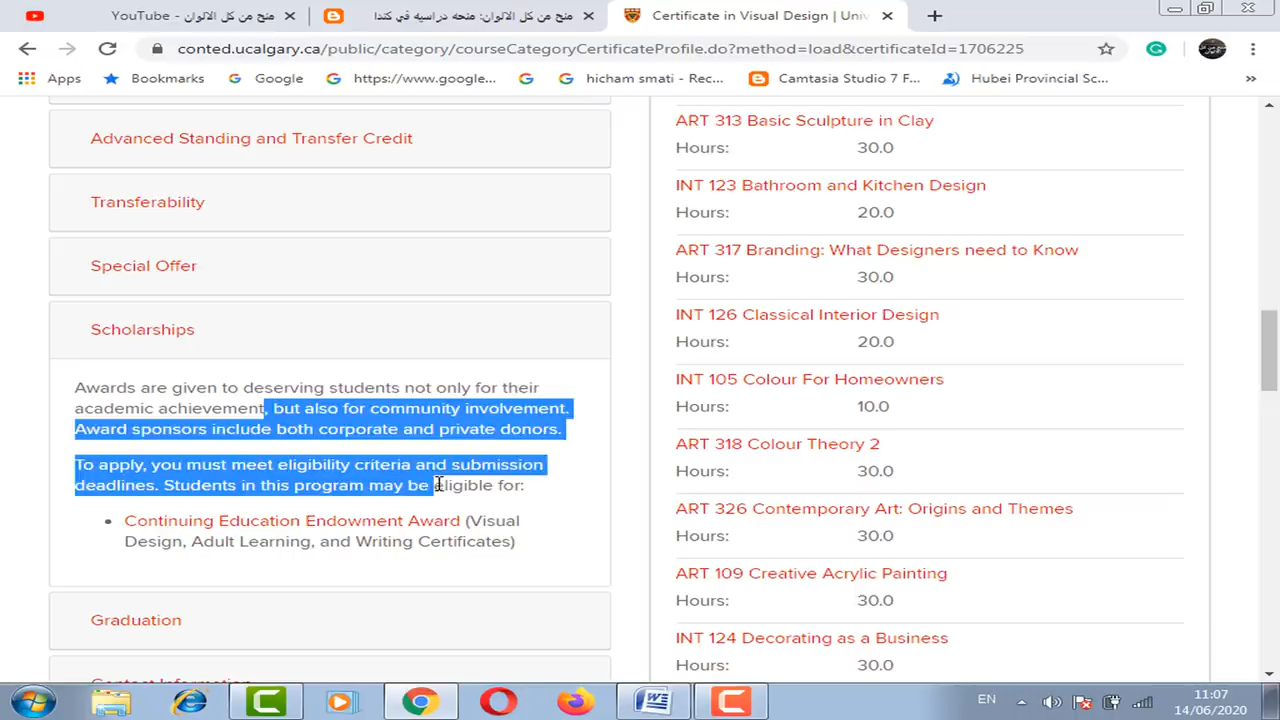 YouTube - منح من كل الالوان
منح من كل الالوان: منحه دراسيه في كندا
Certificate in Visual Design | Univ
conted.ucalgary.ca/public/category/courseCategoryCertificateProfile.do?method=load&certificateId=1706225
Apps
Bookmarks
Google
https://www.google...
hicham smati - Rec...
Camtasia Studio 7 F...
Hubei Provincial Sc...
»
Advanced Standing and Transfer Credit
Transferability
Special Offer
Scholarships
Awards are given to deserving students not only for their
academic achievement, but also for community involvement.
Award sponsors include both corporate and private donors.
To apply, you must meet eligibility criteria and submission
deadlines. Students in this program may be eligible for:
• Continuing Education Endowment Award (Visual
Design, Adult Learning, and Writing Certificates)
Graduation
Contact Information
ART 313 Basic Sculpture in Clay
Hours: 30.0
INT 123 Bathroom and Kitchen Design
Hours: 20.0
ART 317 Branding: What Designers need to Know
Hours: 30.0
INT 126 Classical Interior Design
Hours: 20.0
INT 105 Colour For Homeowners
Hours: 10.0
ART 318 Colour Theory 2
Hours: 30.0
ART 326 Contemporary Art: Origins and Themes
Hours: 30.0
ART 109 Creative Acrylic Painting
Hours: 30.0
INT 124 Decorating as a Business
Hours: 30.0
EN
11:07
14/06/2020